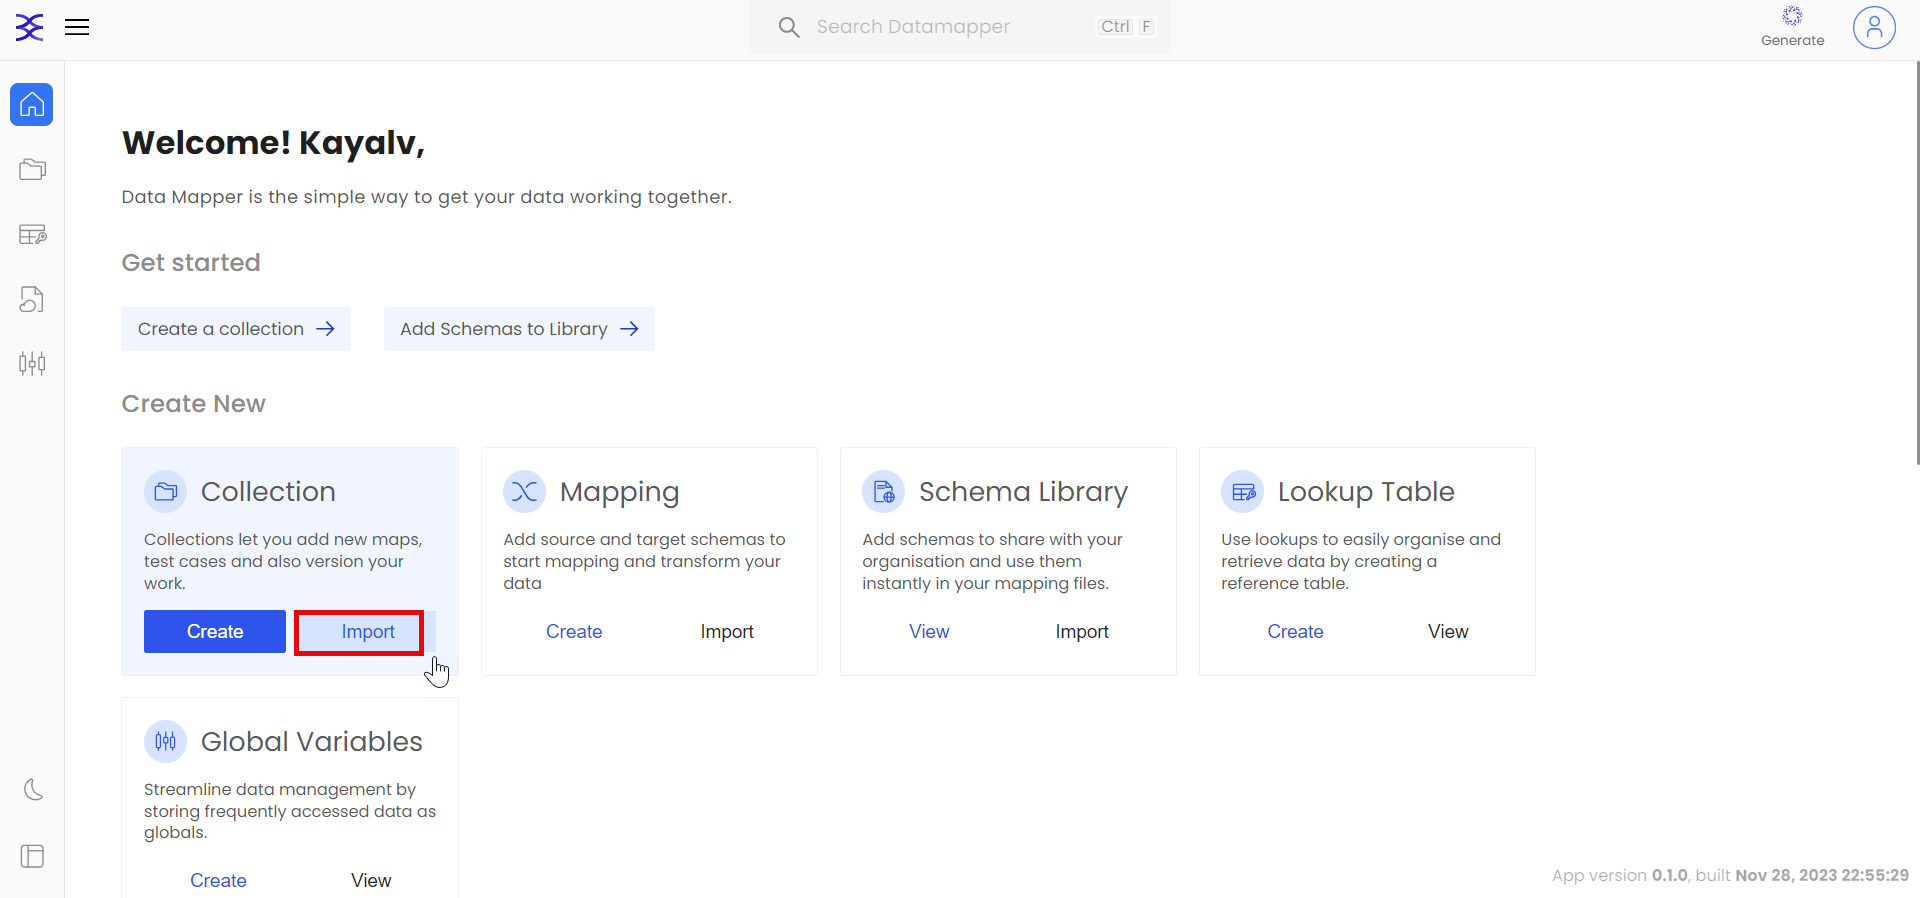 Search Datamapper Ctrl F
Generate
Welcome! Kayalv,
Data Mapper is the simple way to get your data working together.
Get started
Create a collection
Add Schemas to Library
Create New
Collection
Collections let you add new maps,
test cases and also version your
work.
Create Import
Mapping
Add source and target schemas to
start mapping and transform your
data
Create Import
Schema Library
Add schemas to share with your
organisation and use them
instantly in your mapping files.
View Import
Lookup Table
Use lookups to easily organise and
retrieve data by creating a
reference table.
Create View
Global Variables
Streamline data management by
storing frequently accessed data as
globals.
Create View
App version 0.1.0, built Nov 28, 2023 22:55:29